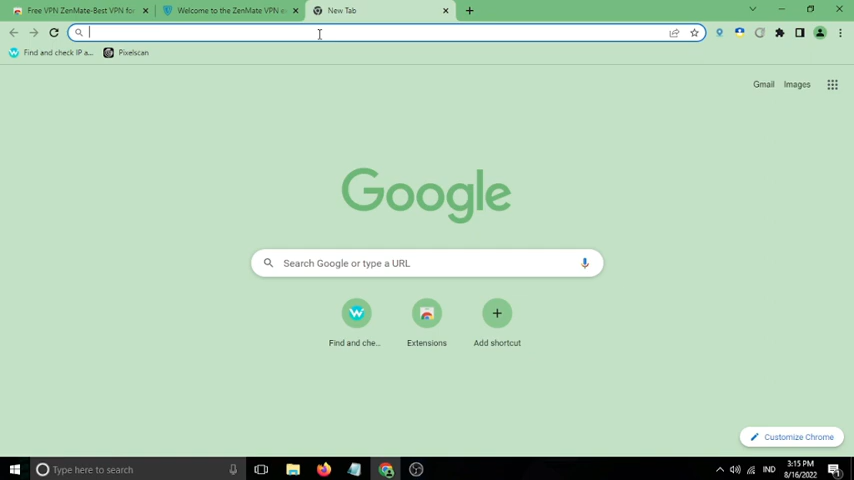 Free VPN ZenMate-Best VPN for
Welcome to the ZenMate VPN e
New Tab
Find and check IP a...
Pixelscan
Gmail
Images
Google
Search Google or type a URL
Find and che...
Extensions
Add shortcut
Customize Chrome
Type here to search
IND
3:15 PM
8/16/2022